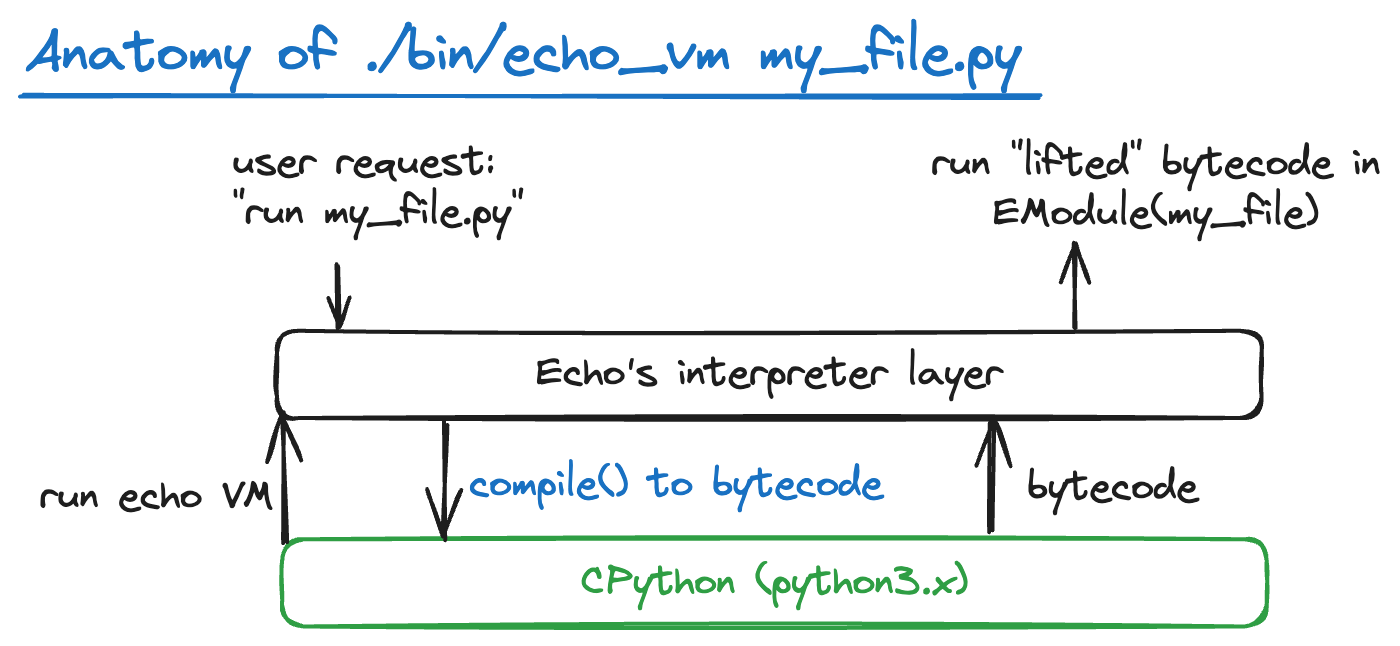 Anatomy of ./bin/echo_vm my_file.py
user request:
"run my_file.py"
run "lifted" bytecode in
EModule(my_file)
Echo's interpreter layer
run echo VM
compile() to bytecode
bytecode
CPython (python3.x)